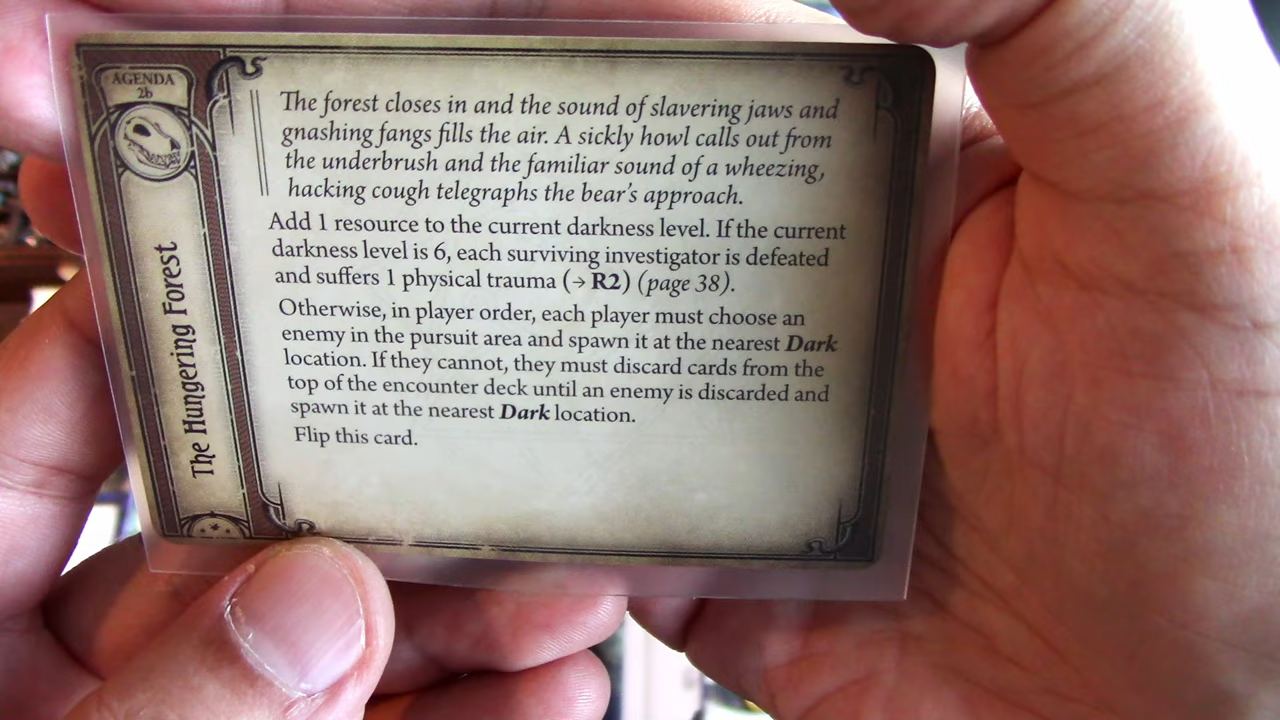 AGENDA
2b
The Hungering Forest
The forest closes in and the sound of slavering jaws and
gnashing fangs fills the air. A sickly howl calls out from
the underbrush and the familiar sound of a wheezing,
hacking cough telegraphs the bear's approach.
Add 1 resource to the current darkness level. If the current
darkness level is 6, each surviving investigator is defeated
and suffers 1 physical trauma (→ R2) (page 38).
Otherwise, in player order, each player must choose an
enemy in the pursuit area and spawn it at the nearest Dark
location. If they cannot, they must discard cards from the
top of the encounter deck until an enemy is discarded and
spawn it at the nearest Dark location.
Flip this card.